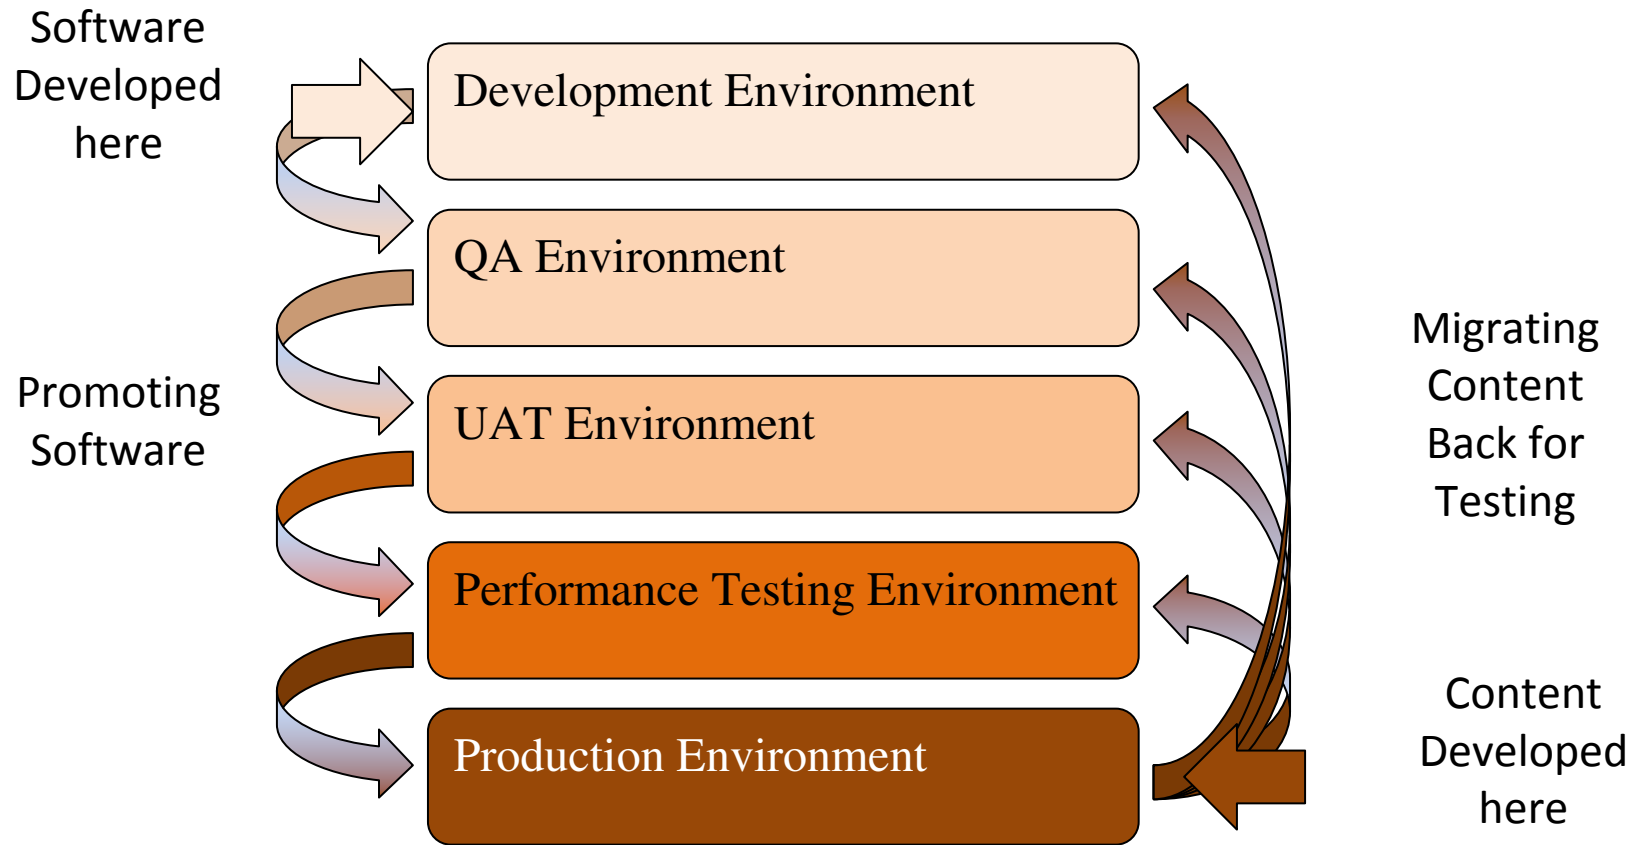 Software
Developed
here
Development Environment
QA Environment
UAT Environment
Promoting
Software
Migrating
Content
Back for
Testing
Performance Testing Environment
Production Environment
Content
Developed
here